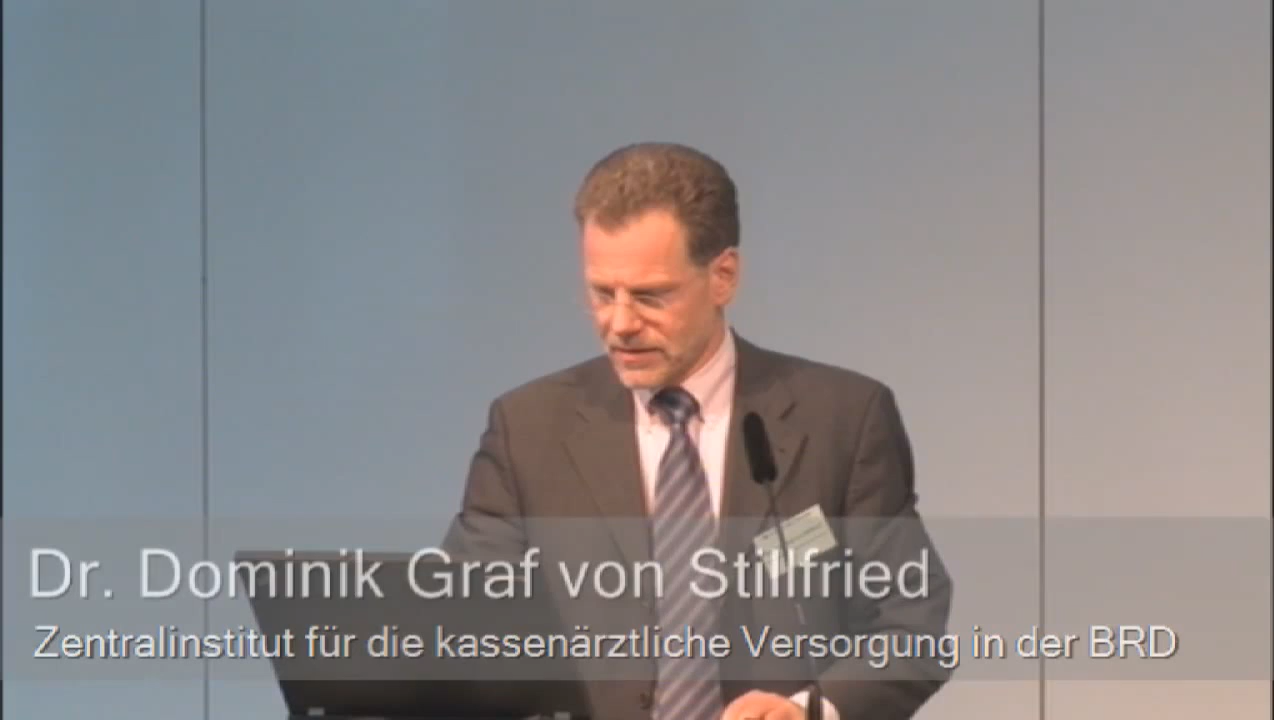 Dr. Dominik Graf von Stillfried
Zentralinstitut für die kassenärztliche Versorgung in der BRD